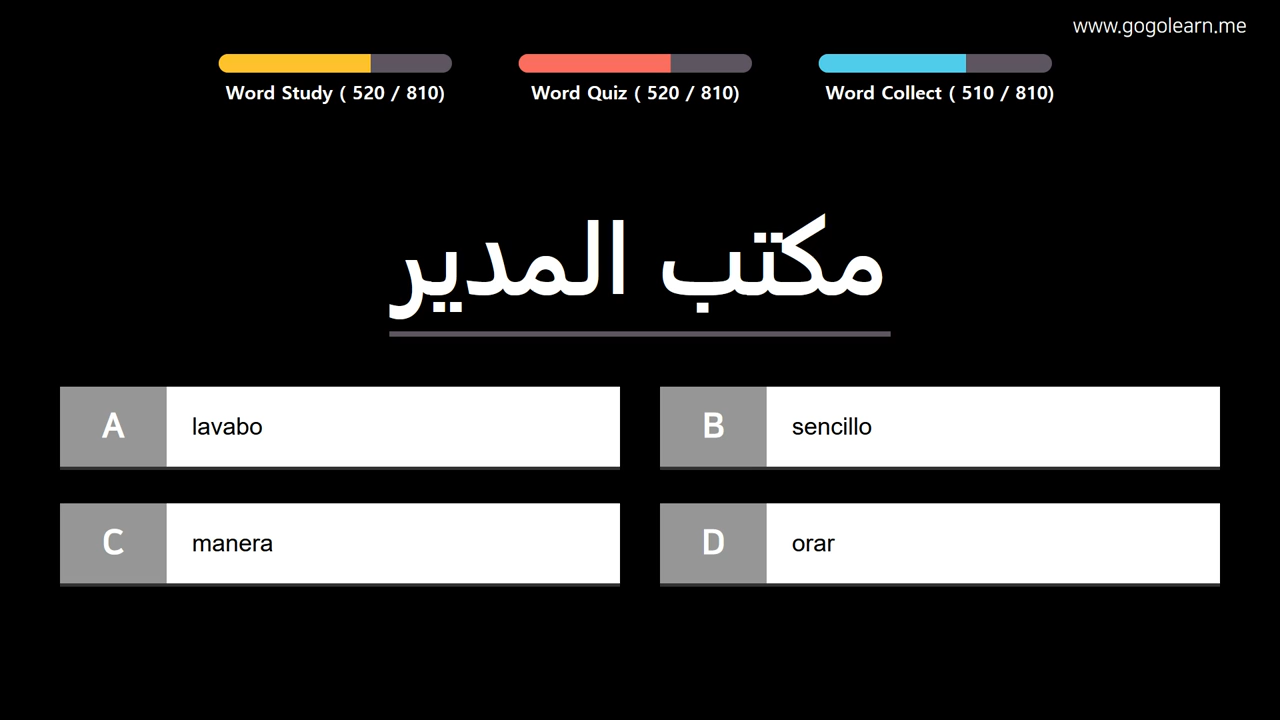 www.gogolearn.me
Word Study ( 520 / 810)
Word Quiz ( 520 / 810)
Word Collect ( 510 / 810)
مكتب المدير
A
lavabo
B
sencillo
C
manera
D
orar